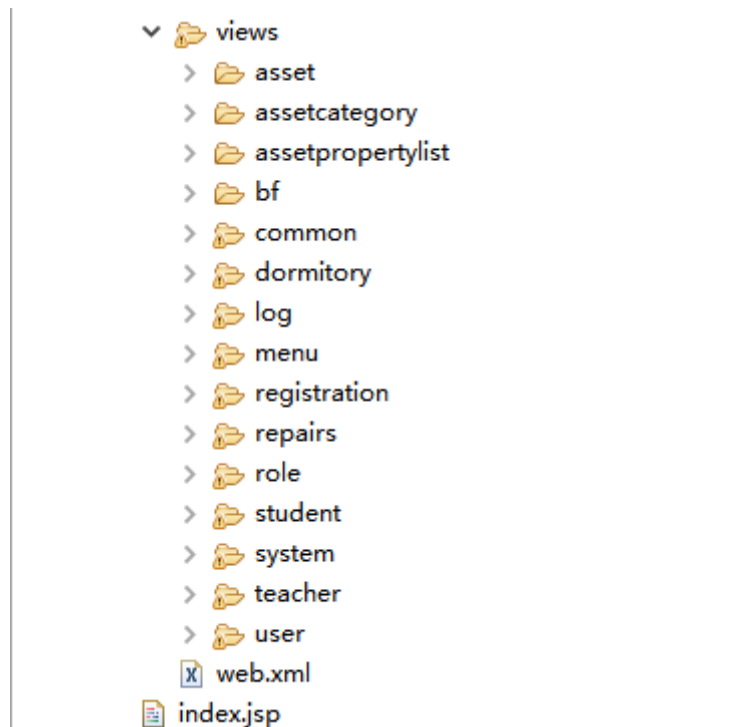 views
asset
assetcategory
assetpropertylist
bf
common
dormitory
log
menu
registration
repairs
role
student
system
teacher
user
web.xml
index.jsp